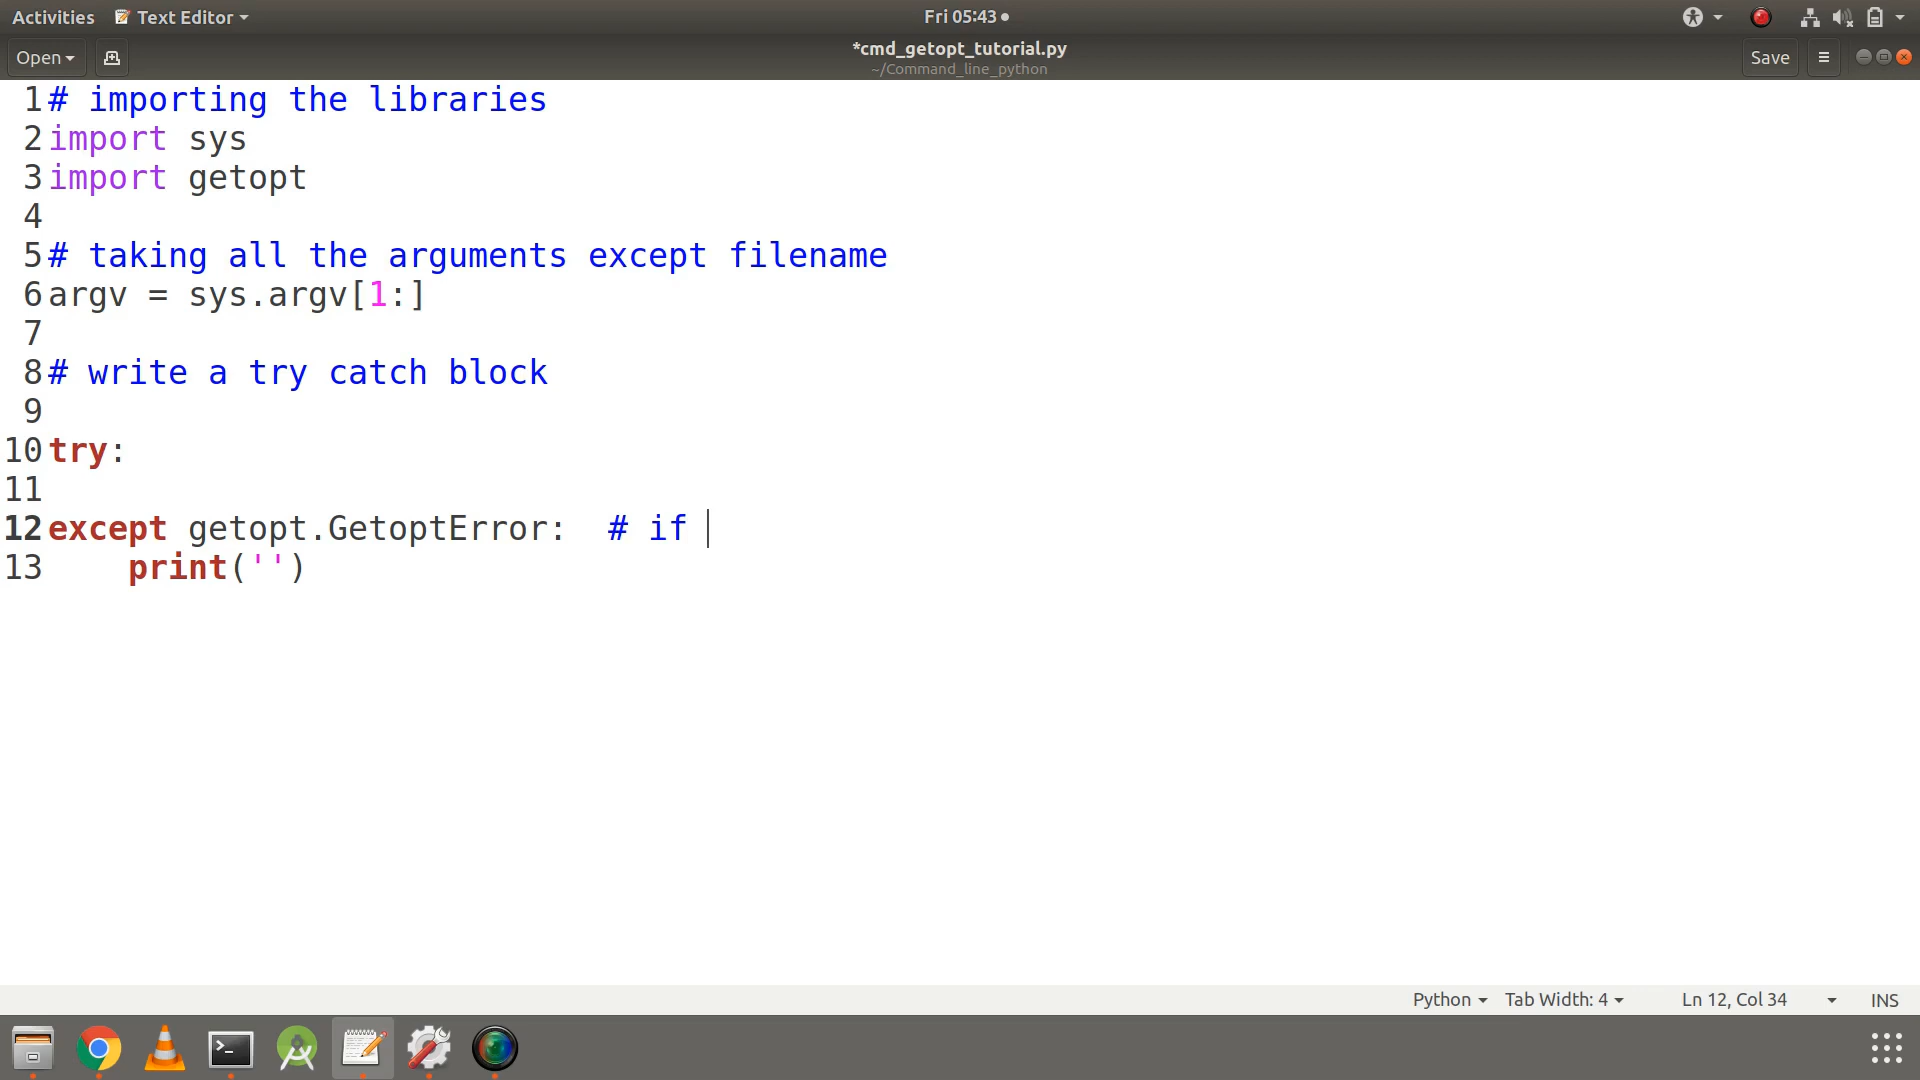 Activities Text Editor Fri 05:43
Open *cmd_getopt_tutorial.py Save
~/Command_line_python
1 # importing the libraries
2 import sys
3 import getopt
4
5 # taking all the arguments except filename
6 argv = sys.argv[1:]
7
8 # write a try catch block
9
10 try:
11
12 except getopt.GetoptError:  # if
13     print('')
Python Tab Width: 4 Ln 12, Col 34 INS